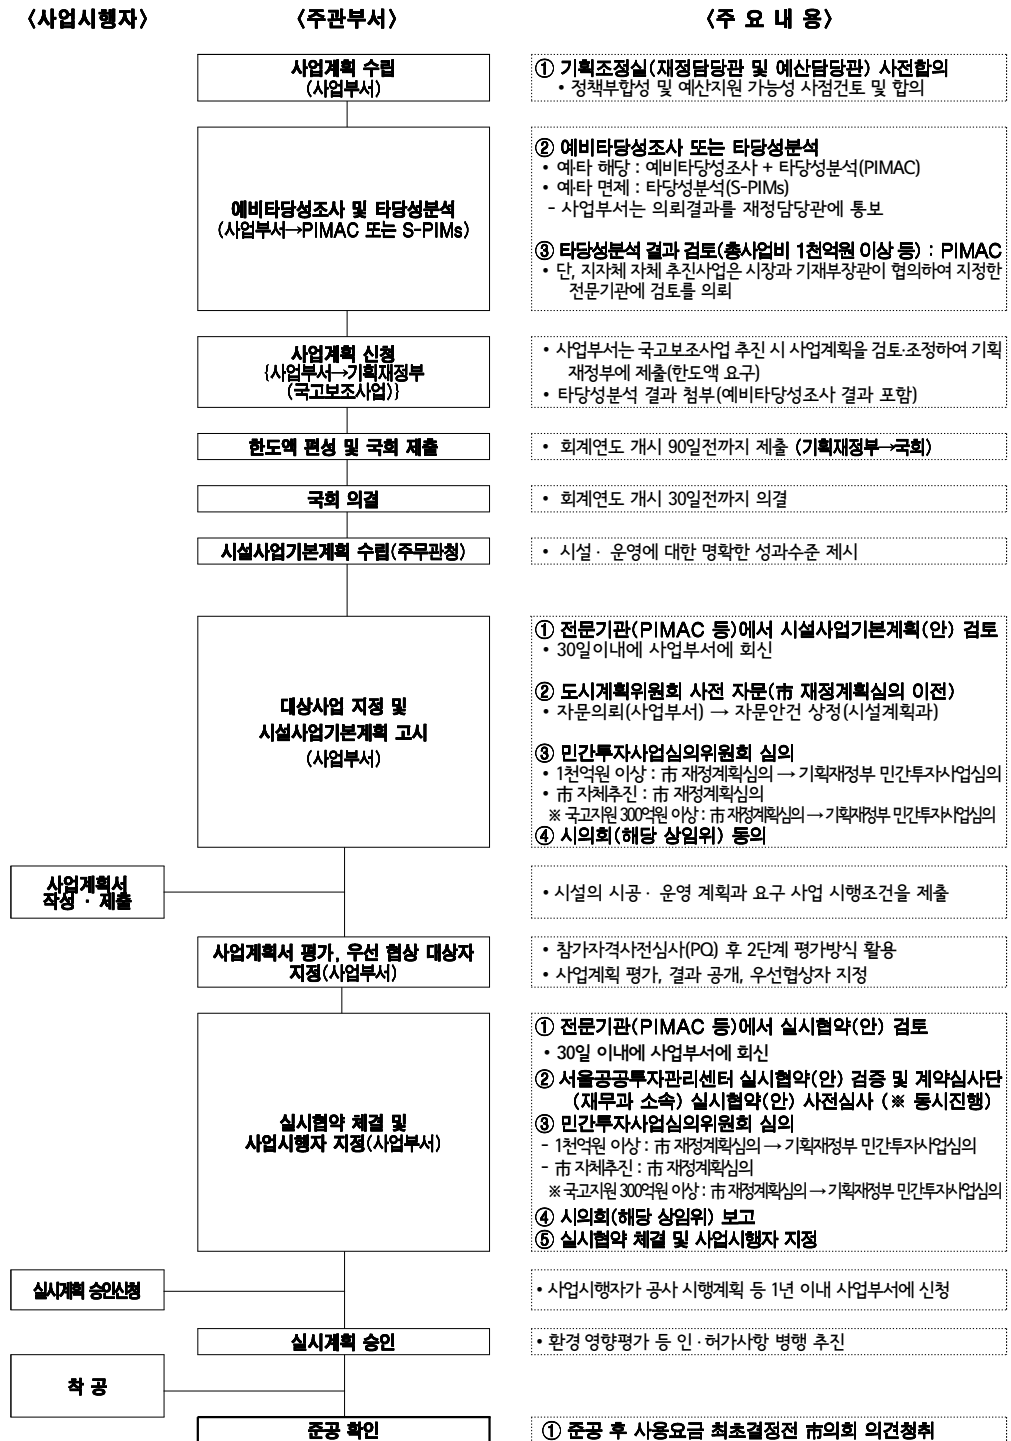 〈사업시행자〉 〈주관부서〉 〈주 요 내 용〉
사업계획 수립
(사업부서)
① 기획조정실(재정담당관 및 예산담당관) 사전합의
• 정책부합성 및 예산지원 가능성 사점건토 및 합의
예비타당성조사 및 타당성분석
(사업부서→PIMAC 또는 S-PIMs)
② 예비타당성조사 또는 타당성분석
• 예·타 해당 : 예비타당성조사 + 타당성분석(PIMAC)
• 예·타 면제 : 타당성분석(S-PIMs)
- 사업부서는 의뢰결과를 재정담당관에 통보
③ 타당성분석 결과 검토(총사업비 1천억원 이상 등) : PIMAC
• 단, 지자체 자체 추진사업은 시장과 기재부장관이 협의하여 지정한
전문기관에 검토를 의뢰
사업계획 신청
{사업부서→기획재정부
(국고보조사업)}
• 사업부서는 국고보조사업 추진 시 사업계획을 검토·조정하여 기획
재정부에 제출(한도액 요구)
• 타당성분석 결과 첨부(예비타당성조사 결과 포함)
한도액 편성 및 국회 제출
• 회계연도 개시 90일전까지 제출 (기획재정부→국회)
국회 의결
• 회계연도 개시 30일전까지 의결
시설사업기본계획 수립(주무관청)
• 시설· 운영에 대한 명확한 성과수준 제시
대상사업 지정 및
시설사업기본계획 고시
(사업부서)
① 전문기관(PIMAC 등)에서 시설사업기본계획(안) 검토
• 30일이내에 사업부서에 회신
② 도시계획위원회 사전 자문(市 재정계획심의 이전)
• 자문의뢰(사업부서) → 자문안건 상정(시설계획과)
③ 민간투자사업심의위원회 심의
• 1천억원 이상 : 市 재정계획심의 → 기획재정부 민간투자사업심의
• 市 자체추진 : 市 재정계획심의
※ 국고지원 300억원 이상 : 市 재정계획심의 → 기획재정부 민간투자사업심의
④ 시의회(해당 상임위) 동의
사업계획서
작성 · 제출
• 시설의 시공· 운영 계획과 요구 사업 시행조건을 제출
사업계획서 평가, 우선 협상 대상자
지정(사업부서)
• 참가자격사전심사(PQ) 후 2단계 평가방식 활용
• 사업계획 평가, 결과 공개, 우선협상자 지정
실시협약 체결 및
사업시행자 지정(사업부서)
① 전문기관(PIMAC 등)에서 실시협약(안) 검토
• 30일 이내에 사업부서에 회신
② 서울공공투자관리센터 실시협약(안) 검증 및 계약심사단
(재무과 소속) 실시협약(안) 사전심사 (※ 동시진행)
③ 민간투자사업심의위원회 심의
- 1천억원 이상 : 市 재정계획심의 → 기획재정부 민간투자사업심의
- 市 자체추진 : 市 재정계획심의
※ 국고지원 300억원 이상 : 市 재정계획심의 → 기획재정부 민간투자사업심의
④ 시의회(해당 상임위) 보고
⑤ 실시협약 체결 및 사업시행자 지정
실시계획 승인신청
• 사업시행자가 공사 시행계획 등 1년 이내 사업부서에 신청
실시계획 승인
• 환경 영향평가 등 인·허가사항 병행 추진
착 공
준공 확인
① 준공 후 사용요금 최초결정전 市의회 의견청취